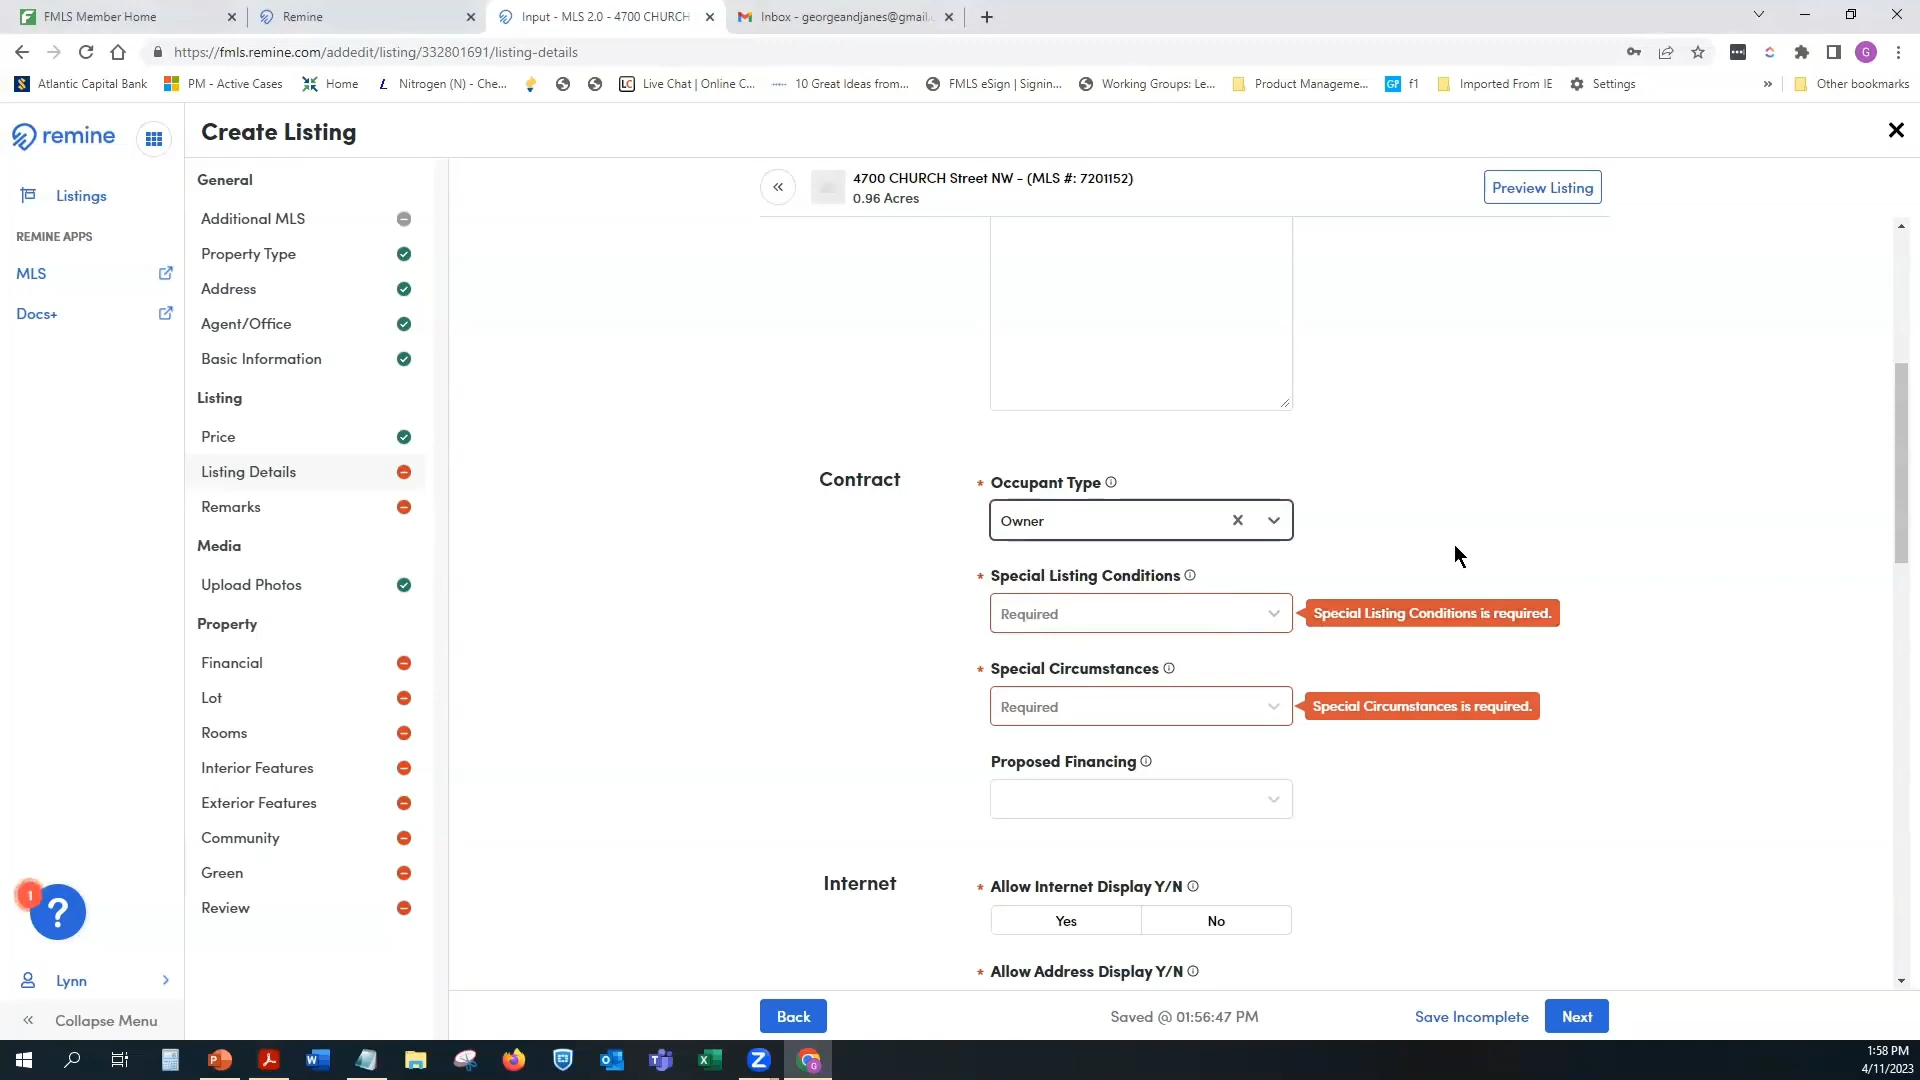 FMLS Member Home
Remine
Input - MLS 2.0 - 4700 CHURCH
Inbox - georgeandjanes@gmail.
https://fmls.remine.com/addedit/listing/332801691/listing-details
G
Atlantic Capital Bank
PM - Active Cases
Home
Nitrogen (N) - Che...
LC Live Chat | Online C...
10 Great Ideas from...
FMLS eSign | Signin...
Working Groups: Le...
Product Manageme...
GP f1
Imported From IE
Settings
»
Other bookmarks
remine
Create Listing
Listings
REMINE APPS
MLS
Docs+
1
?
Lynn
Collapse Menu
General
Additional MLS
Property Type
Address
Agent/Office
Basic Information
Listing
Price
Listing Details
Remarks
Media
Upload Photos
Property
Financial
Lot
Rooms
Interior Features
Exterior Features
Community
Green
Review
4700 CHURCH Street NW - (MLS #: 7201152)
0.96 Acres
Preview Listing
Contract
* Occupant Type
Owner
* Special Listing Conditions
Required
Special Listing Conditions is required.
* Special Circumstances
Required
Special Circumstances is required.
Proposed Financing
Internet
* Allow Internet Display Y/N
Yes No
* Allow Address Display Y/N
Back
Saved @ 01:56:47 PM
Save Incomplete
Next
1:58 PM
4/11/2023